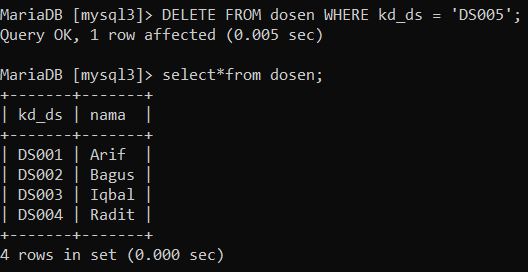 MariaDB [mysql3]> DELETE FROM dosen WHERE kd_ds = 'DS005';
Query OK, 1 row affected (0.005 sec)
MariaDB [mysql3]> select*from dosen;
+-------+-------+
| kd_ds | nama  |
+-------+-------+
| DS001 | Arif  |
| DS002 | Bagus |
| DS003 | Iqbal |
| DS004 | Radit |
+-------+-------+
4 rows in set (0.000 sec)